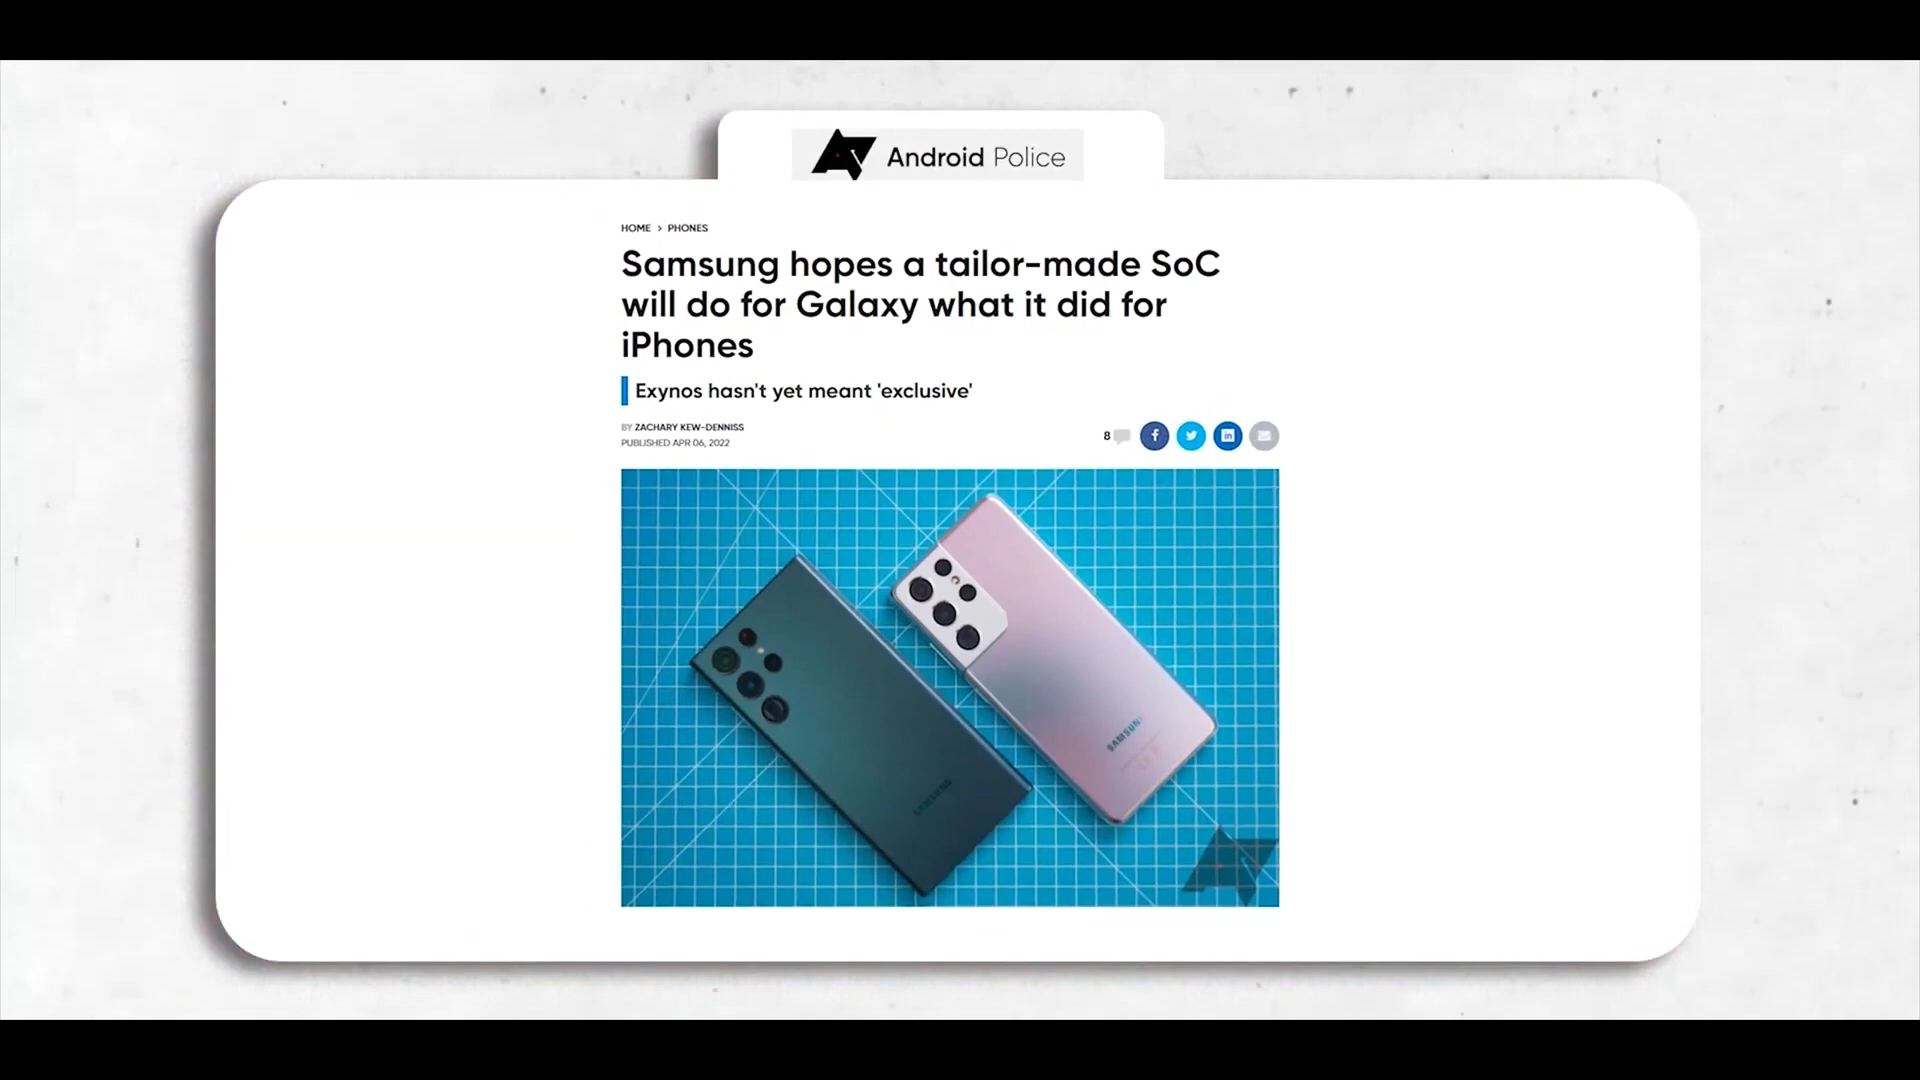 Android Police
HOME > PHONES
Samsung hopes a tailor-made SoC
will do for Galaxy what it did for
iPhones
Exynos hasn't yet meant 'exclusive'
BY ZACHARY KEW-DENNISS
PUBLISHED APR 06, 2022
8
SAMSUNG
SAMSUNG